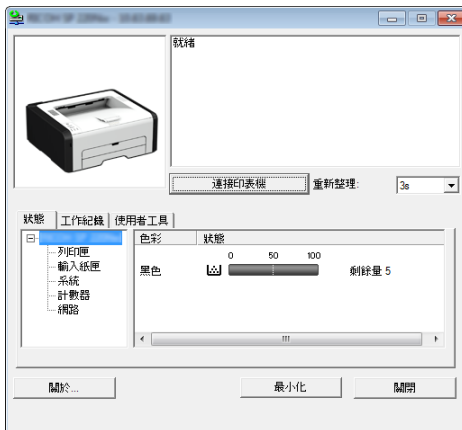 就緒
連接印表機
重新整理:
3s
狀態
工作紀錄
使用者工具
列印匣
輸入紙匣
系統
計數器
網路
色彩
狀態
0 50 100
黑色
剩餘量 5
關於...
最小化
關閉